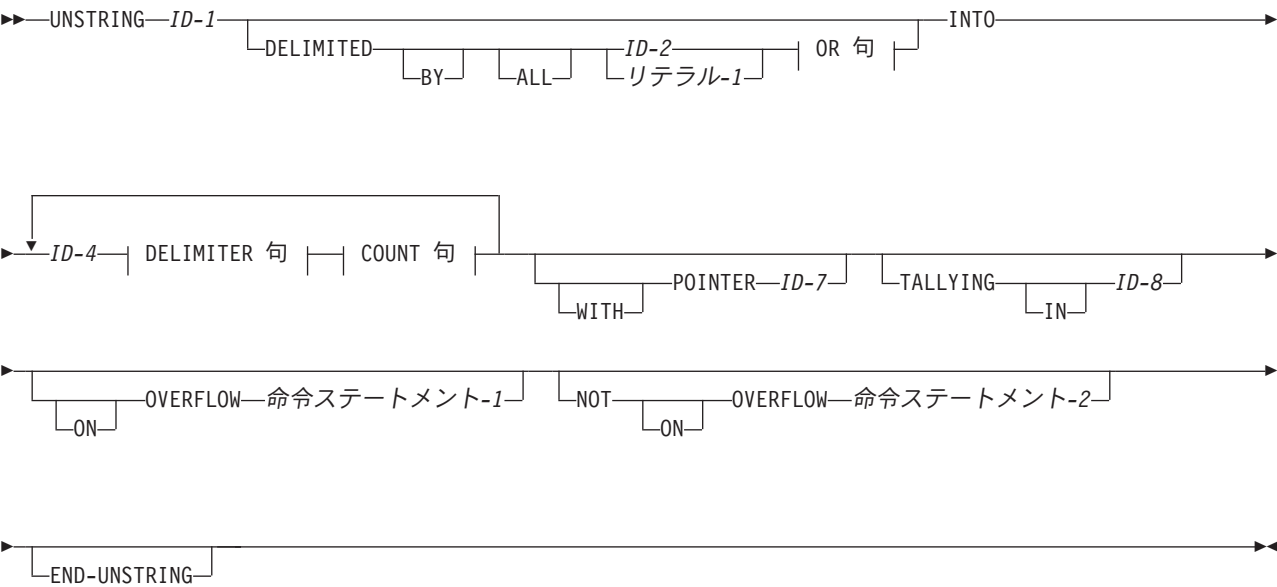 UNSTRING ID-1 INTO
DELIMITED ID-2 OR 句
BY ALL リテラル-1
ID-4 DELIMITER 句 COUNT 句
POINTER ID-7 TALLYING ID-8
WITH IN
OVERFLOW 命令ステートメント-1 NOT OVERFLOW 命令ステートメント-2
ON ON
END-UNSTRING